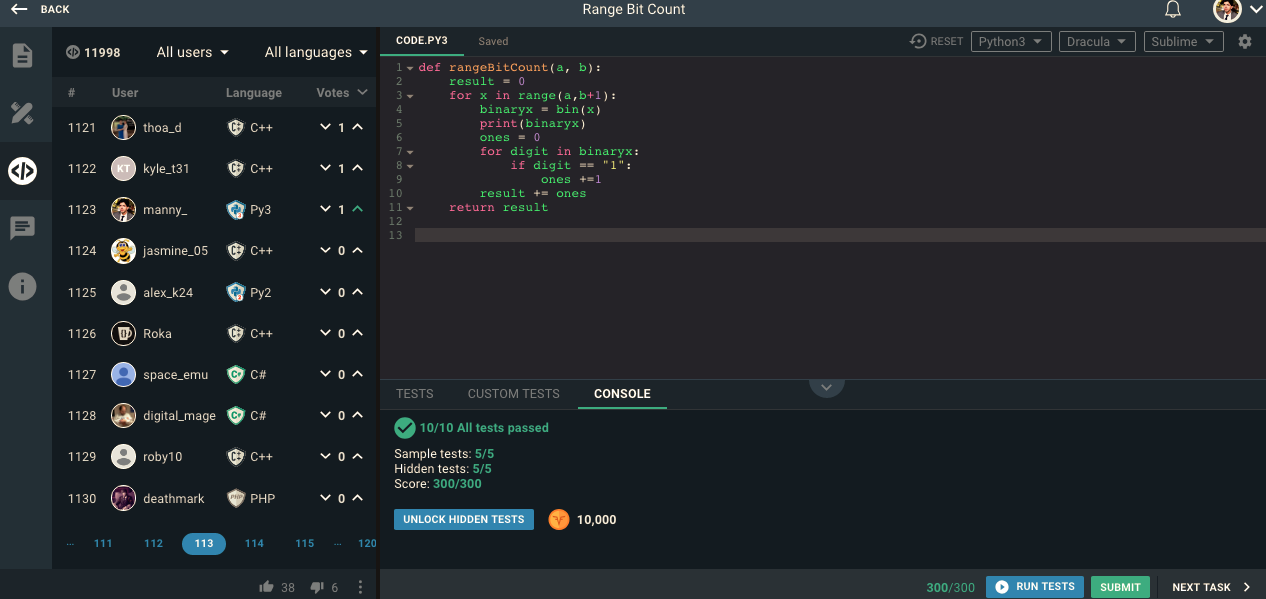 BACK
Range Bit Count
11998
All users
All languages
# User Language Votes
1121 thoa_d C++ 1
1122 KT kyle_t31 C++ 1
1123 manny_ Py3 1
1124 jasmine_05 C++ 0
1125 alex_k24 Py2 0
1126 Roka C++ 0
1127 space_emu C# 0
1128 digital_mage C# 0
1129 roby10 C++ 0
1130 deathmark PHP 0
... 111 112 113 114 115 ... 120
38 6
CODE.PY3 Saved
RESET Python3 Dracula Sublime
1 def rangeBitCount(a, b):
2 result = 0
3 for x in range(a,b+1):
4 binaryx = bin(x)
5 print(binaryx)
6 ones = 0
7 for digit in binaryx:
8 if digit == "1":
9 ones +=1
10 result += ones
11 return result
12
13
TESTS CUSTOM TESTS CONSOLE
10/10 All tests passed
Sample tests: 5/5
Hidden tests: 5/5
Score: 300/300
UNLOCK HIDDEN TESTS 10,000
300/300 RUN TESTS SUBMIT NEXT TASK